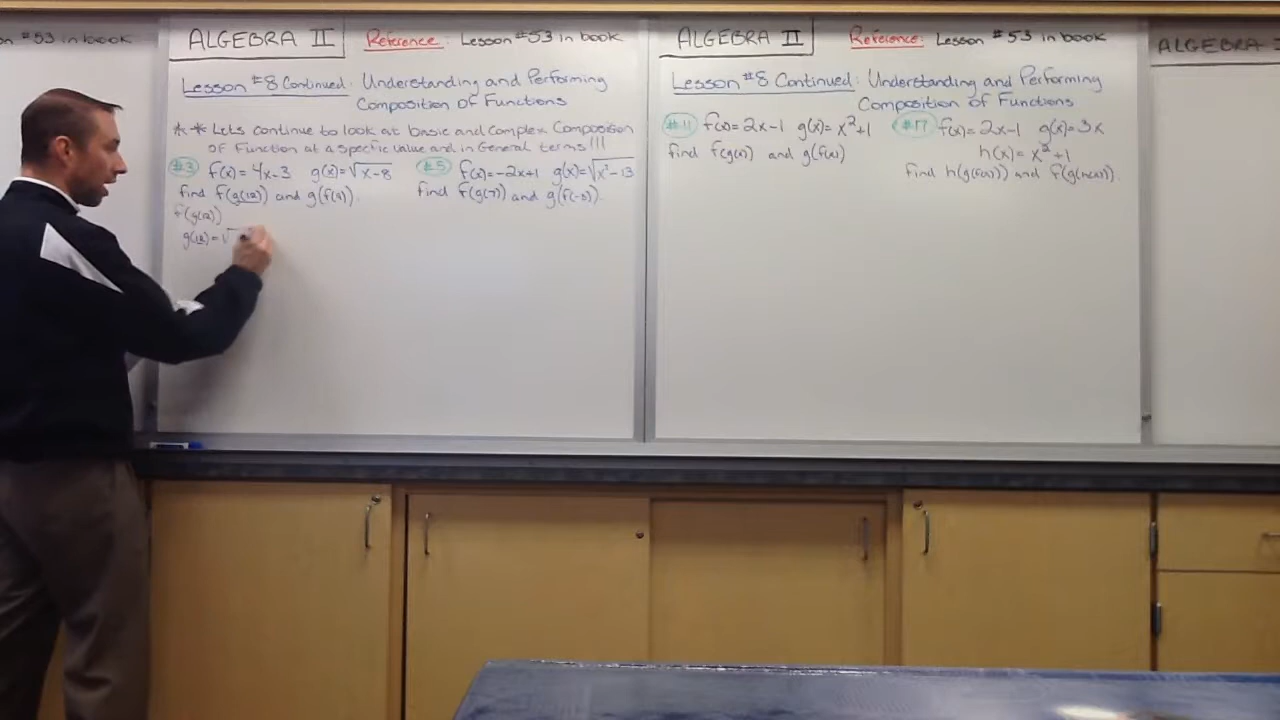 n #53 in book
ALGEBRA II Reference: Lesson #53 in book
Lesson #8 Continued: Understanding and Performing
Composition of Functions
** Lets continue to look at basic and complex Composition
of Function at a specific value and in General terms!!!
#3 f(x)=4x-3 g(x)=√x-8
find f(g(12)) and g(f(4)).
f(g(12))
g(12)=√
#5 f(x)=-2x+1 g(x)=√x²-13
find f(g(7)) and g(f(-3)).
ALGEBRA II Reference: Lesson #53 in book
Lesson #8 Continued: Understanding and Performing
Composition of Functions
#11 f(x)=2x-1 g(x)=x²+1
find f(g(x)) and g(f(x))
#17 f(x)=2x-1 g(x)=3x
h(x)=x²+1
find h(g(f(x))) and f(g(h(x))).
ALGEBRA I